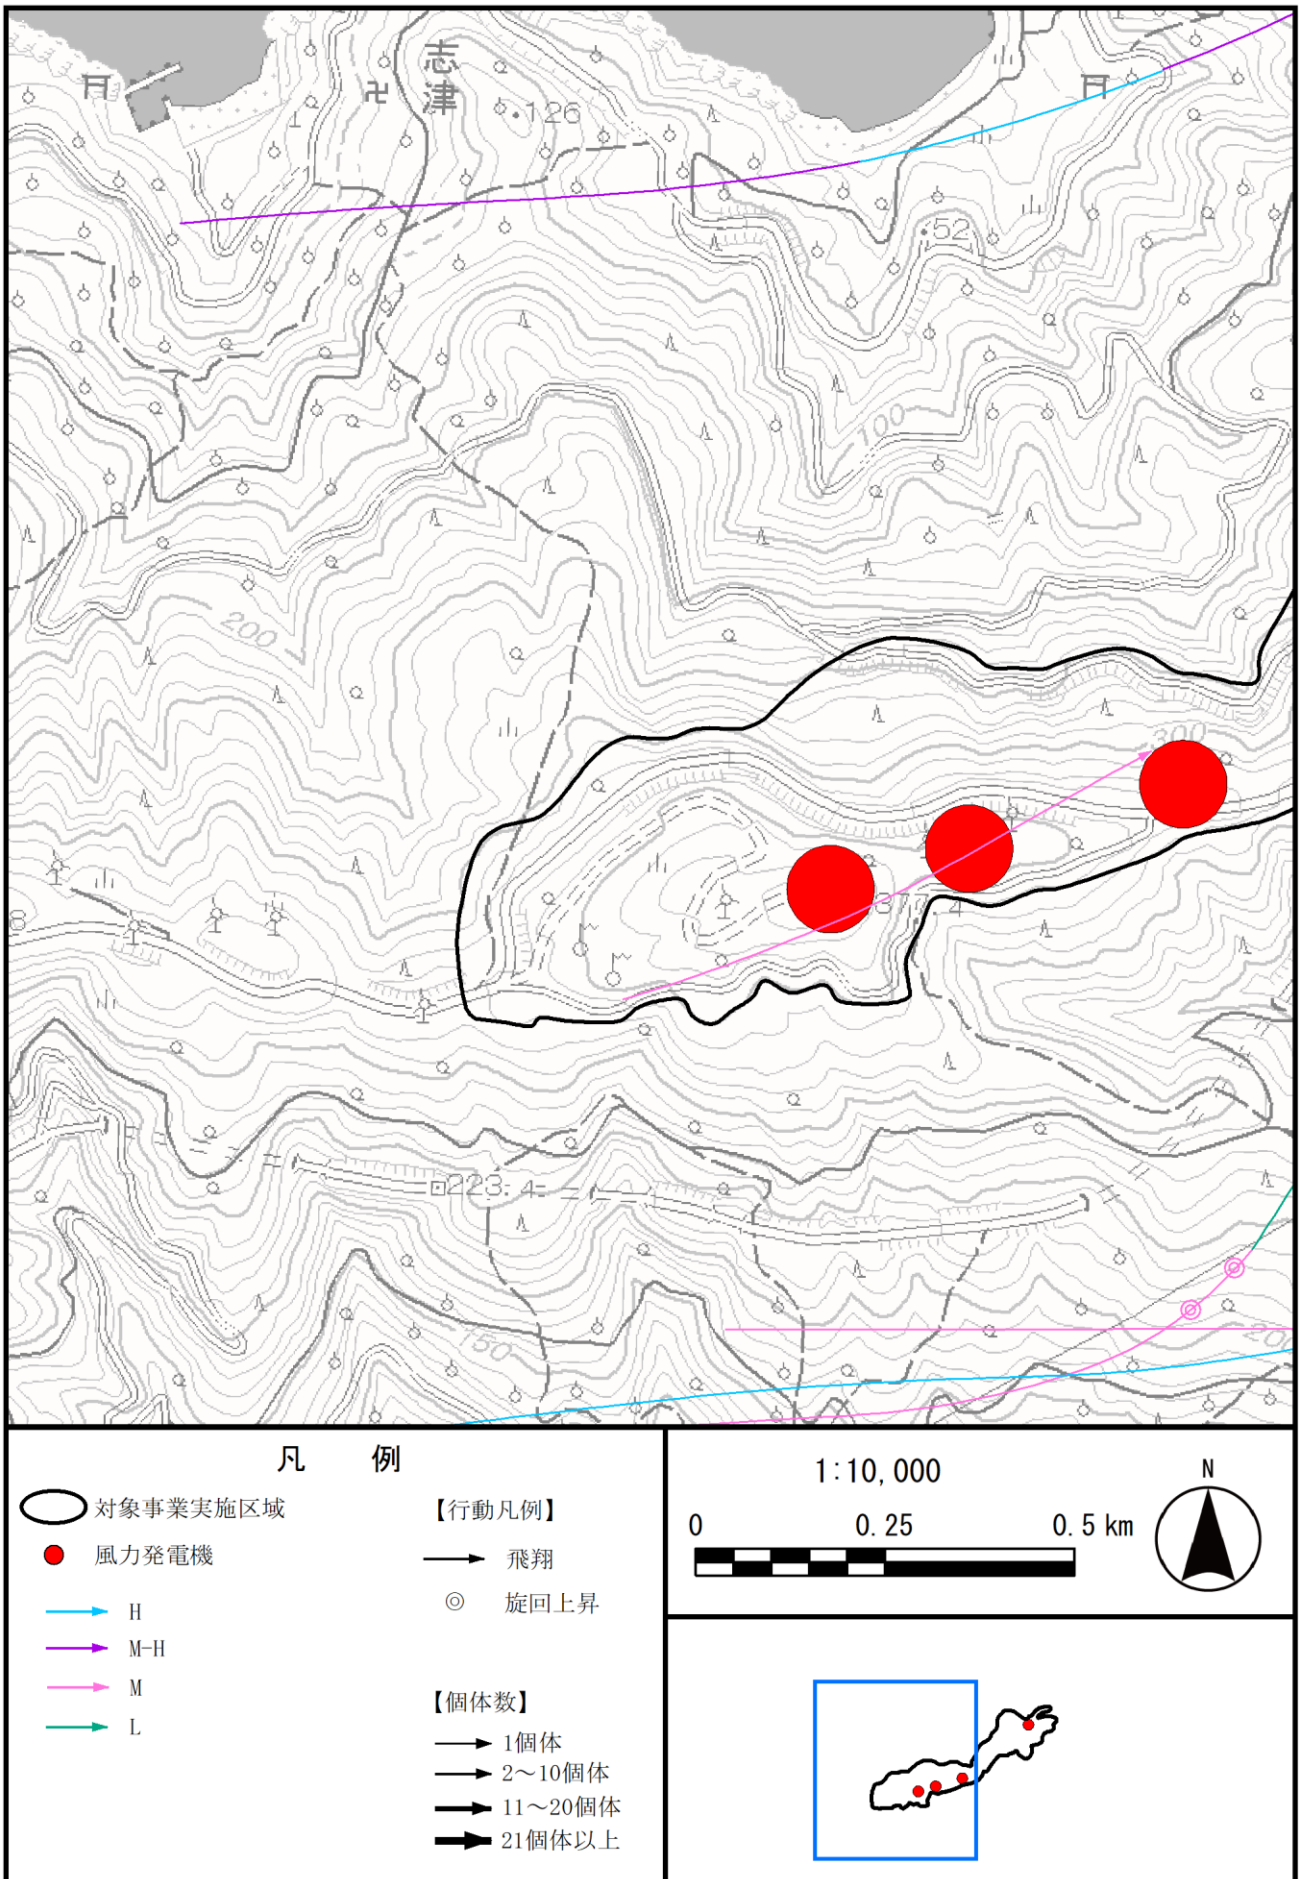 志津
126
52
100
200
300
223.4
150
凡 例
対象事業実施区域
風力発電機
H
M-H
M
L
【行動凡例】
飛翔
旋回上昇
【個体数】
1個体
2～10個体
11～20個体
21個体以上
1:10,000
0 0.25 0.5 km
N